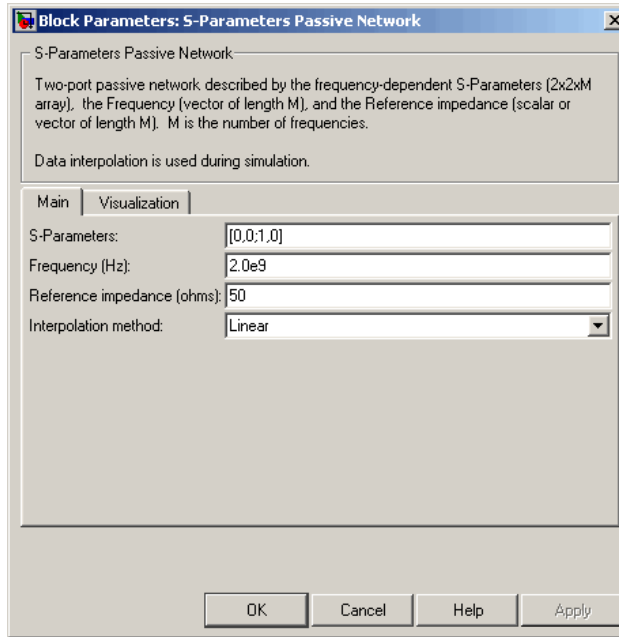 Block Parameters: S-Parameters Passive Network
S-Parameters Passive Network
Two-port passive network described by the frequency-dependent S-Parameters (2x2xM
array), the Frequency (vector of length M), and the Reference impedance (scalar or
vector of length M). M is the number of frequencies.
Data interpolation is used during simulation.
Main Visualization
S-Parameters: [0,0;1,0]
Frequency (Hz): 2.0e9
Reference impedance (ohms): 50
Interpolation method: Linear
OK Cancel Help Apply